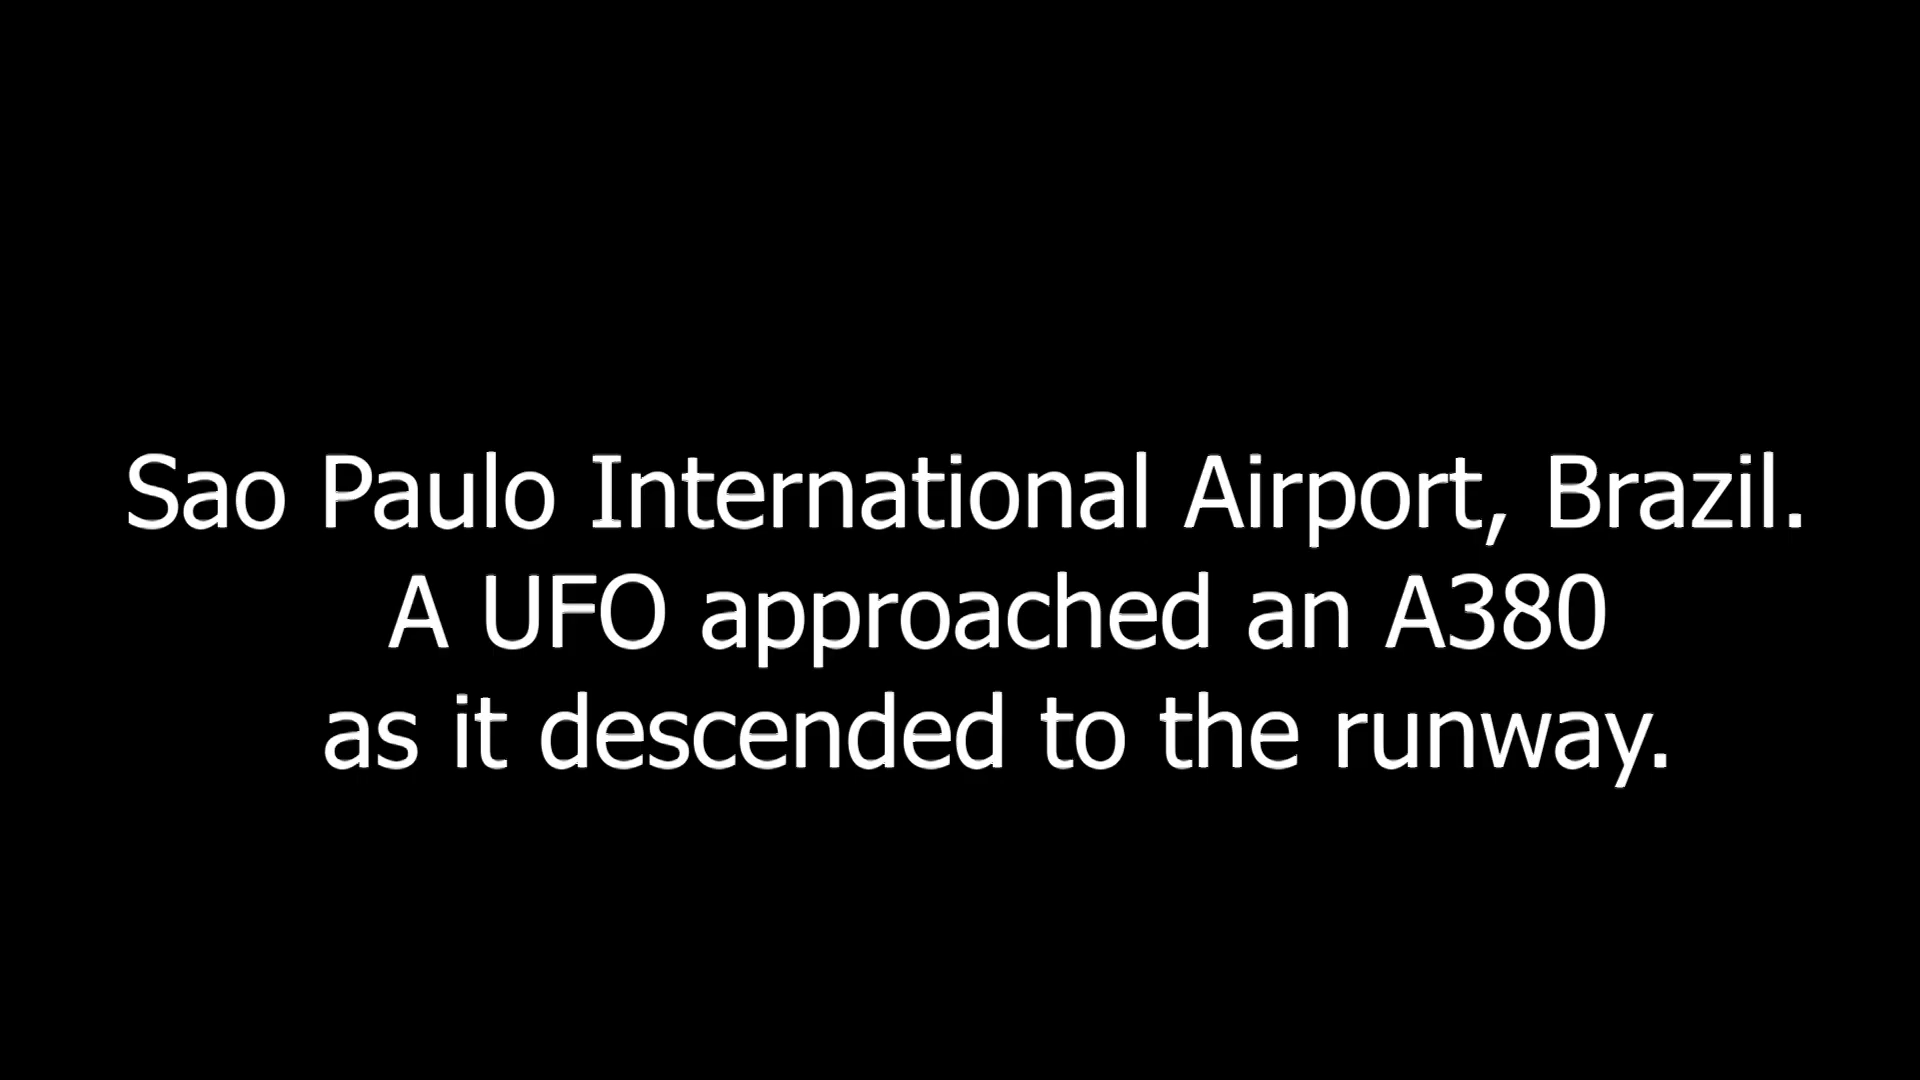 Sao Paulo International Airport, Brazil.
A UFO approached an A380
as it descended to the runway.